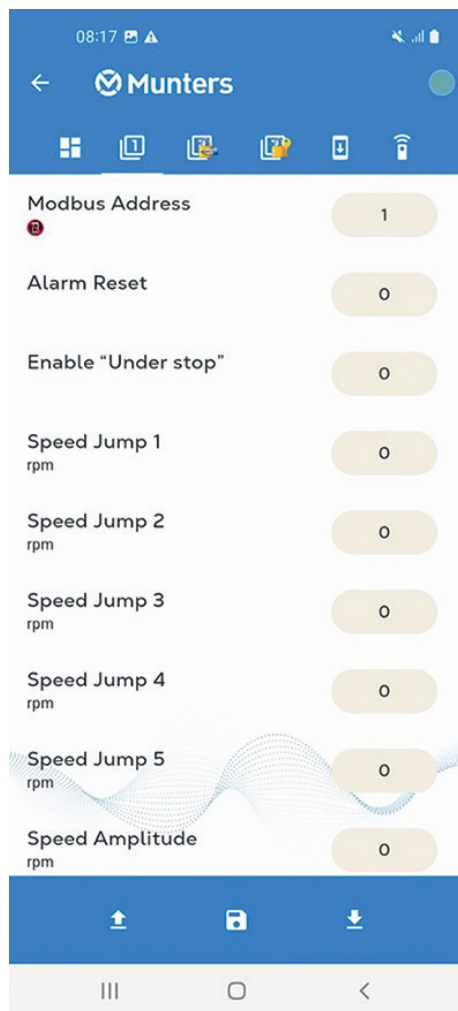 08:17
Munters
1
Modbus Address
1
Alarm Reset
0
Enable “Under stop”
0
Speed Jump 1
rpm
0
Speed Jump 2
rpm
0
Speed Jump 3
rpm
0
Speed Jump 4
rpm
0
Speed Jump 5
rpm
0
Speed Amplitude
rpm
0